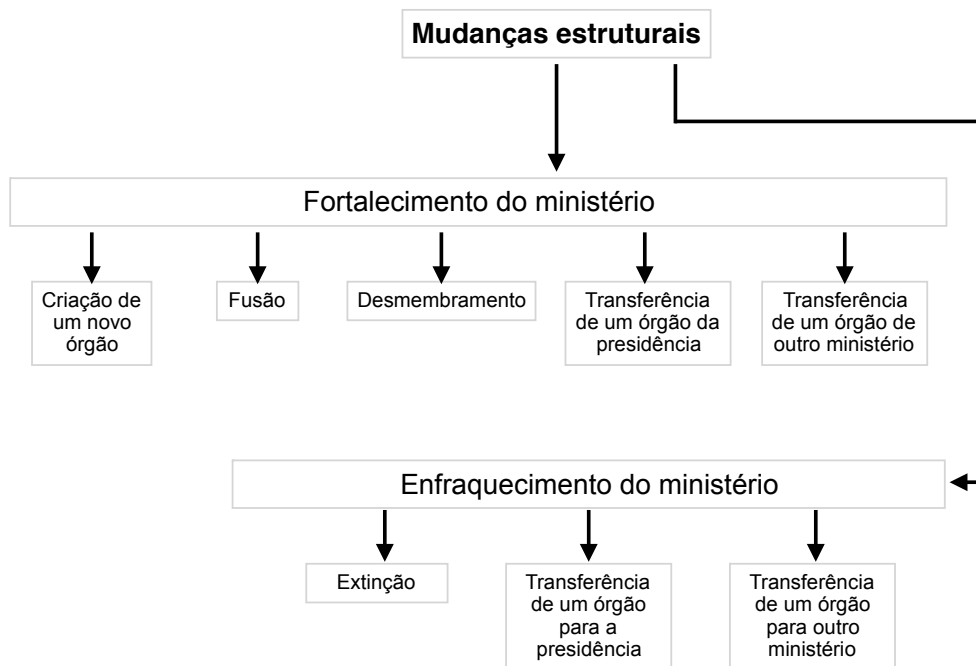 Mudanças estruturais
Fortalecimento do ministério
Criação de
um novo
órgão
Fusão
Desmembramento
Transferência
de um órgão da
presidência
Transferência
de um órgão de
outro ministério
Enfraquecimento do ministério
Extinção
Transferência
de um órgão
para a
presidência
Transferência
de um órgão
para outro
ministério